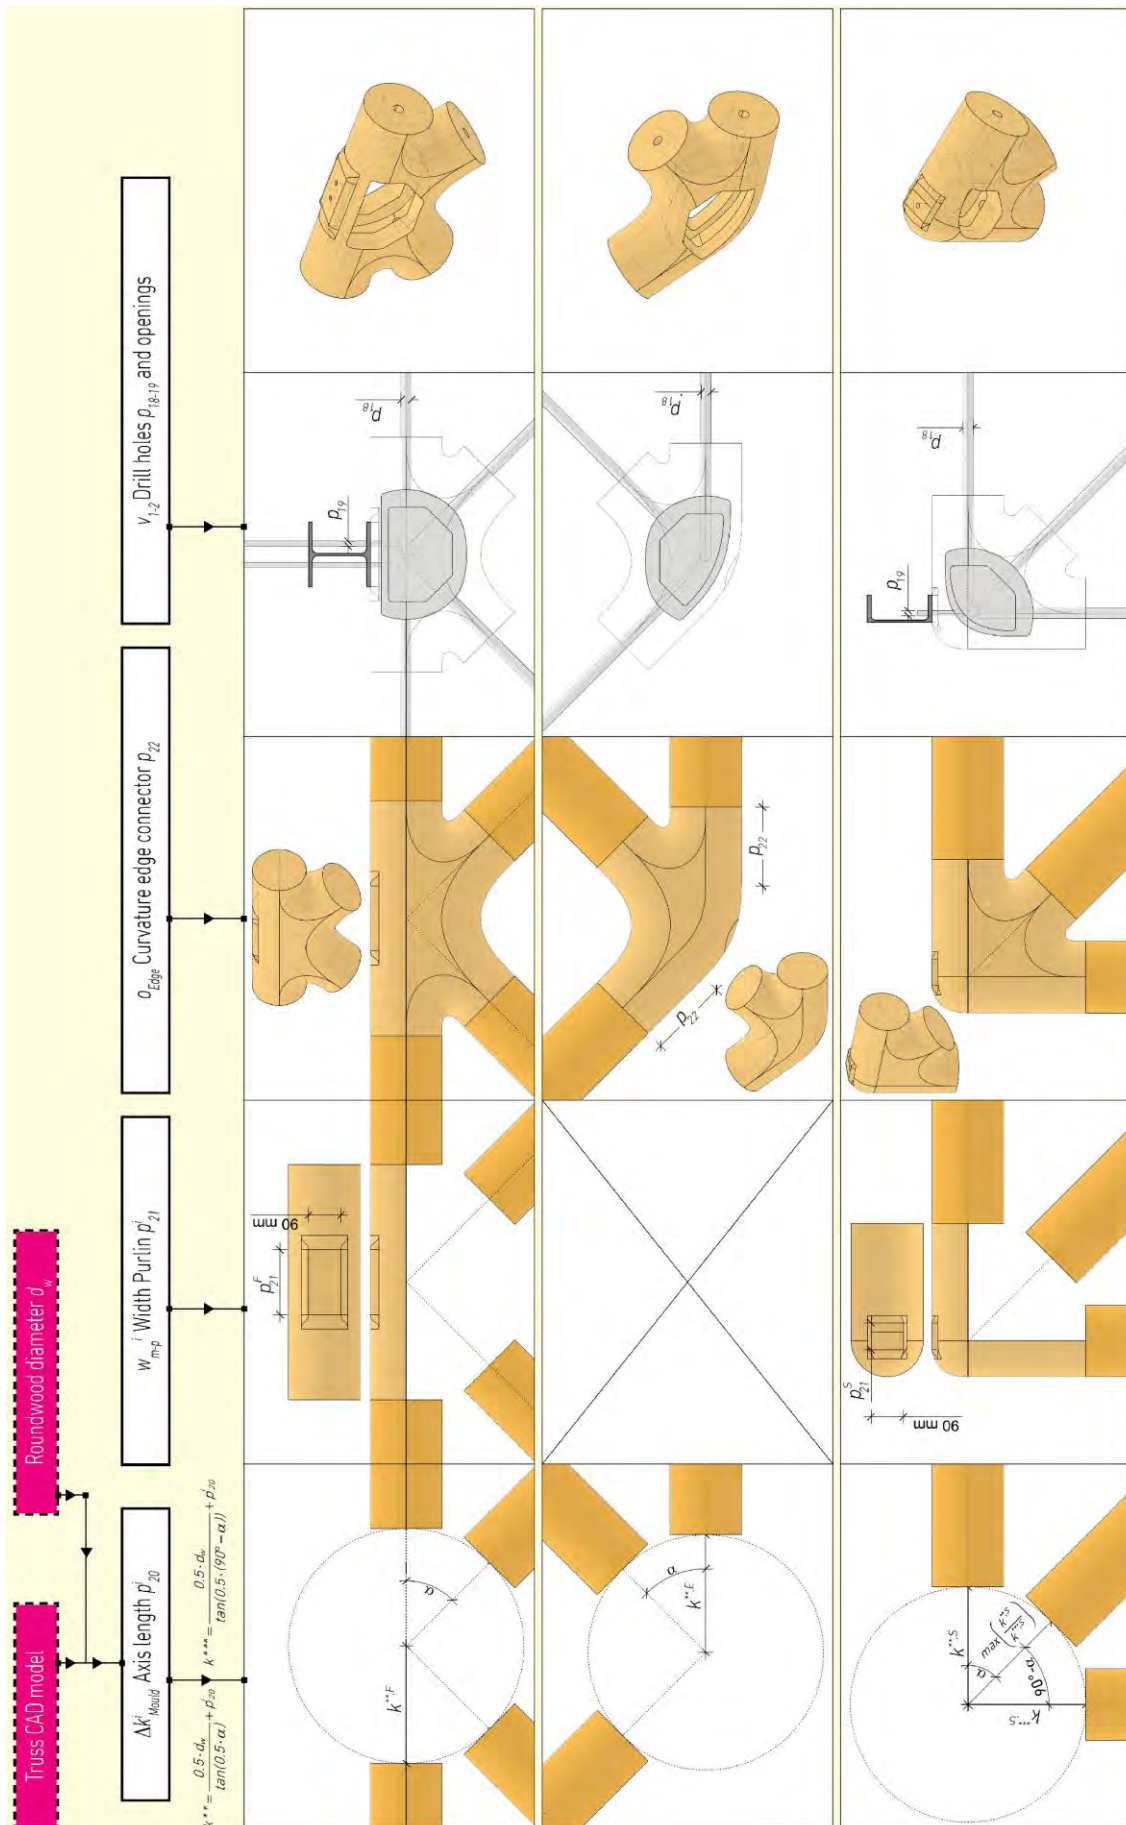 Truss CAD model
Roundwood diameter d_w
Δk^i_Mould Axis length p^i_20
w_m-p^i Width Purlin p^i_21
o_Edge Curvature edge connector p_22
v_1-2 Drill holes p_18-19 and openings
k** = 0.5·d_w / tan(0.5·α) + p^i_20
k*** = 0.5·d_w / tan(0.5·(90°−α)) + p^i_20
p_18
p_19
p_18
p_18
p_19
p_22
p_22
90 mm
p^F_21
p^S_21
90 mm
k**,F
α
k**,E
α
k**,S
α
90°-α
max(k**,S / k***,S)
k***,S